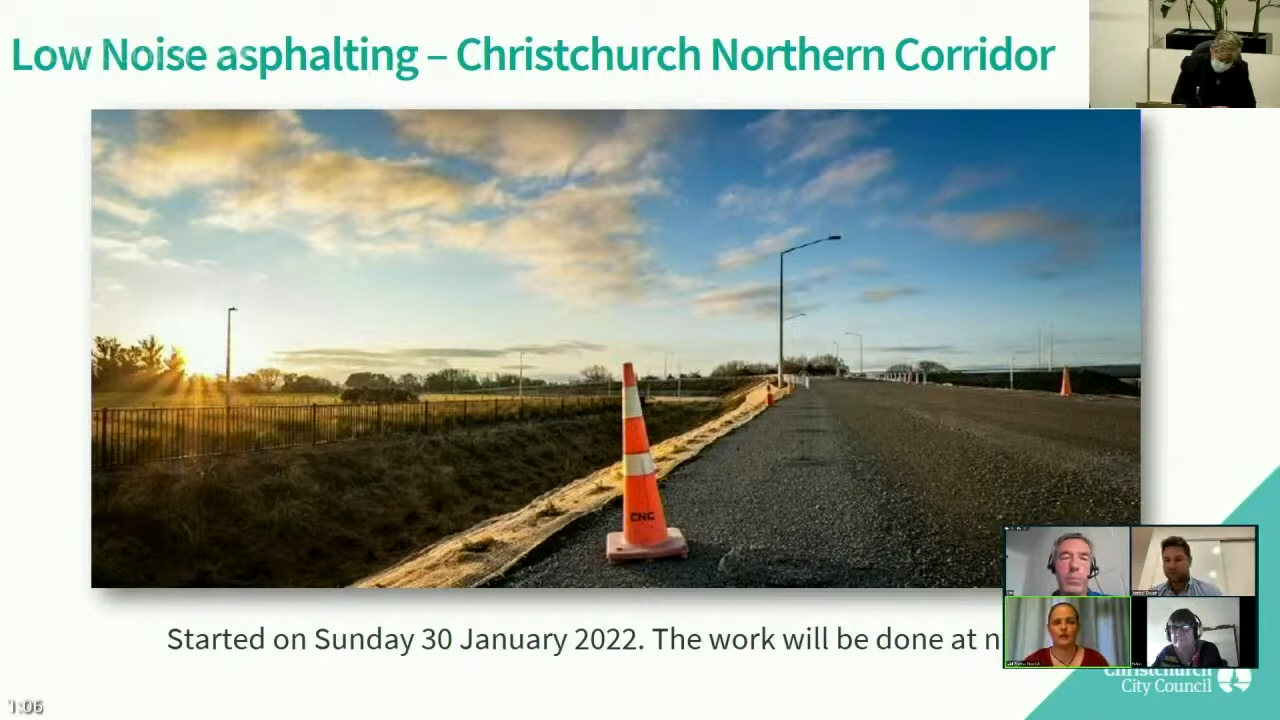 Low Noise asphalting – Christchurch Northern Corridor
CNC
Started on Sunday 30 January 2022. The work will be done at n
Christchurch
City Council
1:06